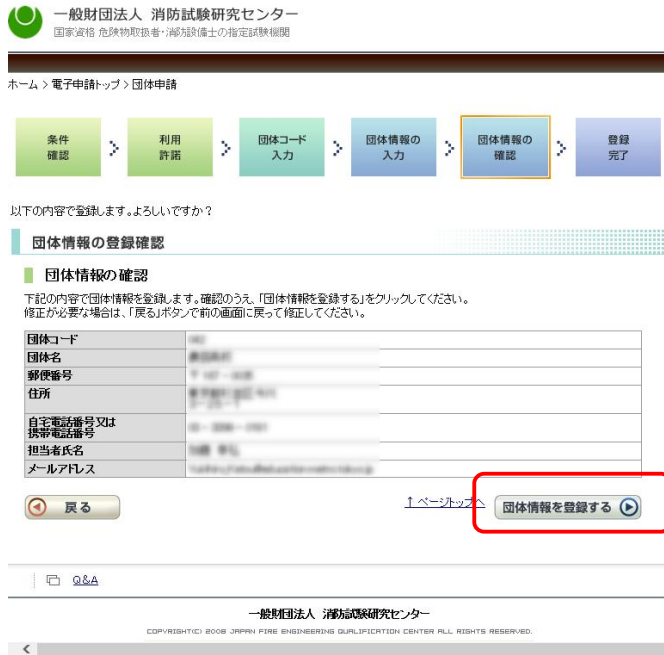 一般財団法人 消防試験研究センター
国家資格 危険物取扱者・消防設備士の指定試験機関
ホーム > 電子申請トップ > 団体申請
条件確認
利用許諾
団体コード入力
団体情報の入力
団体情報の確認
登録完了
以下の内容で登録します。よろしいですか？
団体情報の登録確認
団体情報の確認
下記の内容で団体情報を登録します。確認のうえ、「団体情報を登録する」をクリックしてください。
修正が必要な場合は、「戻る」ボタンで前の画面に戻って修正してください。
団体コード
団体名
郵便番号
住所
自宅電話番号又は
携帯電話番号
担当者氏名
メールアドレス
戻る
↑ ページトップへ
団体情報を登録する
Q&A
一般財団法人 消防試験研究センター
COPYRIGHT(C) 2008 JAPAN FIRE ENGINEERING QUALIFICATION CENTER ALL RIGHTS RESERVED.